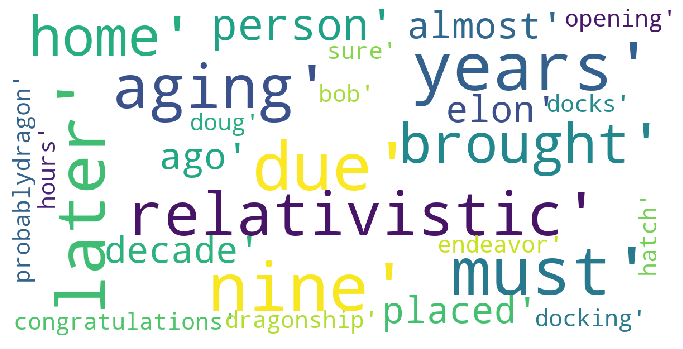 home'
person'
almost'
opening'
sure'
years'
aging'
bob'
elon'
docks'
doug'
probablydragon'
hours'
later'
ago'
due'
brought'
relativistic'
decade'
endeavor'
hatch'
nine'
must'
placed'
docking'
congratulations'
dragonship'